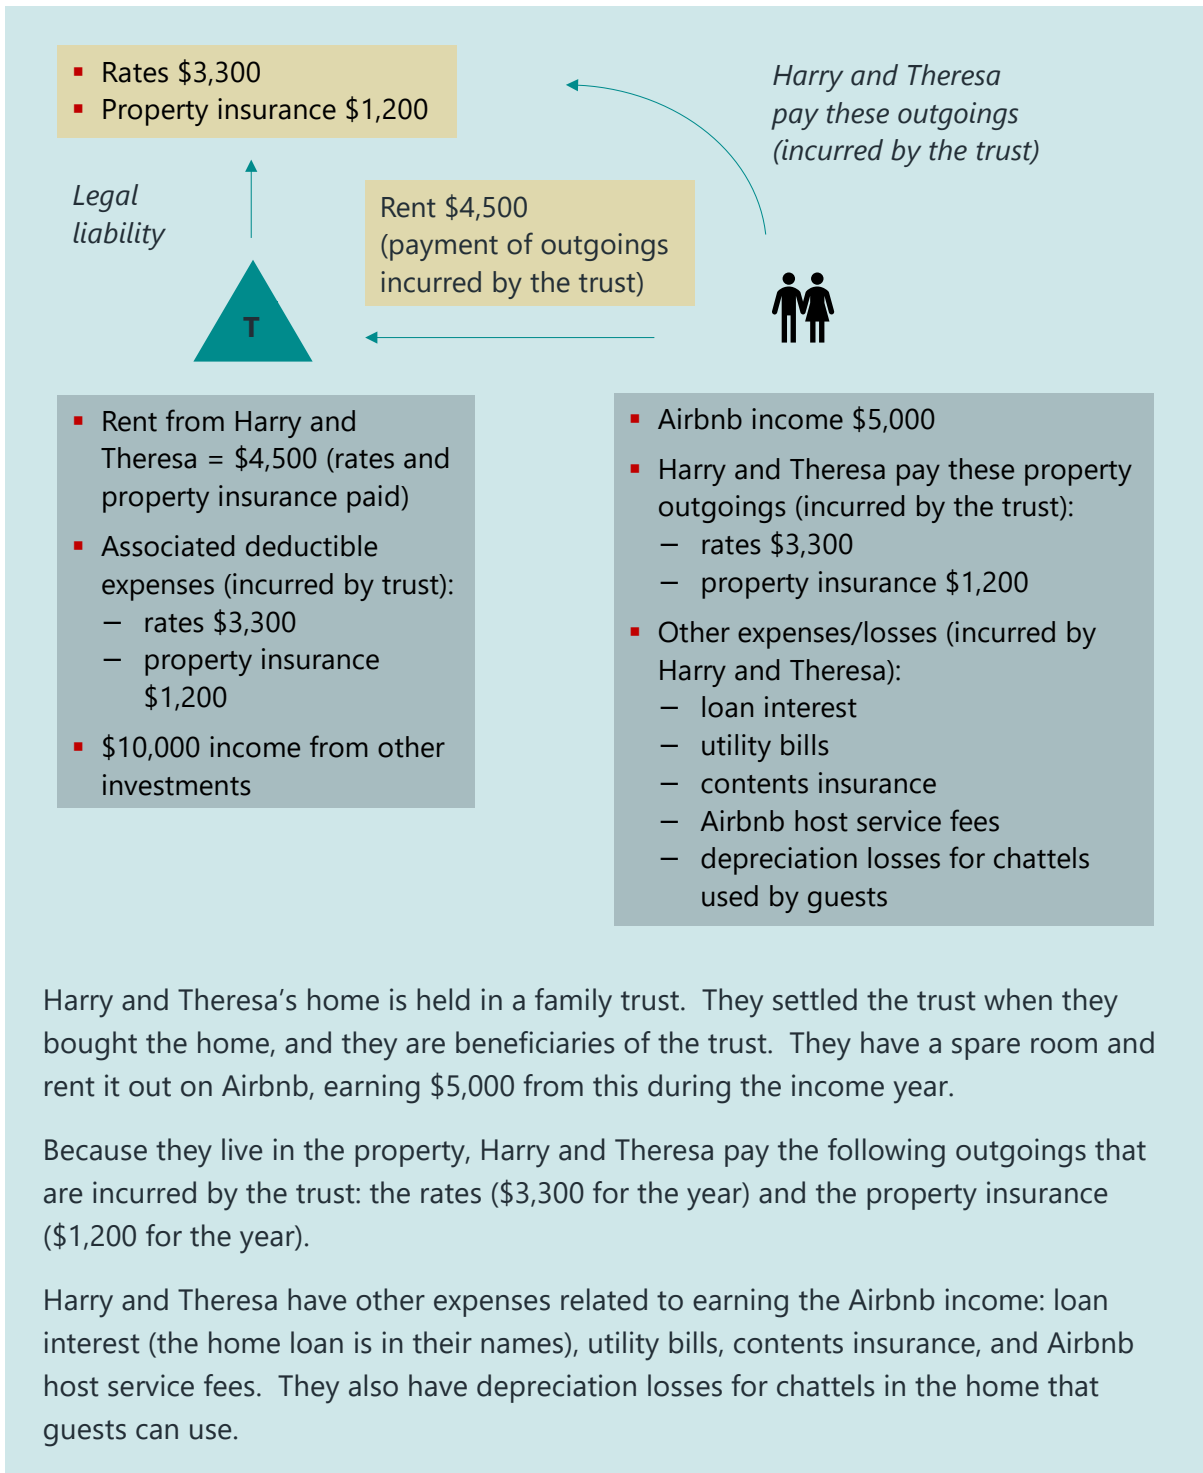 ▪ Rates $3,300
▪ Property insurance $1,200
Harry and Theresa
pay these outgoings
(incurred by the trust)
Legal
liability
Rent $4,500
(payment of outgoings
incurred by the trust)
T
▪ Rent from Harry and
Theresa = $4,500 (rates and
property insurance paid)
▪ Associated deductible
expenses (incurred by trust):
– rates $3,300
– property insurance
$1,200
▪ $10,000 income from other
investments
▪ Airbnb income $5,000
▪ Harry and Theresa pay these property
outgoings (incurred by the trust):
– rates $3,300
– property insurance $1,200
▪ Other expenses/losses (incurred by
Harry and Theresa):
– loan interest
– utility bills
– contents insurance
– Airbnb host service fees
– depreciation losses for chattels
used by guests
Harry and Theresa’s home is held in a family trust.  They settled the trust when they
bought the home, and they are beneficiaries of the trust.  They have a spare room and
rent it out on Airbnb, earning $5,000 from this during the income year.
Because they live in the property, Harry and Theresa pay the following outgoings that
are incurred by the trust: the rates ($3,300 for the year) and the property insurance
($1,200 for the year).
Harry and Theresa have other expenses related to earning the Airbnb income: loan
interest (the home loan is in their names), utility bills, contents insurance, and Airbnb
host service fees.  They also have depreciation losses for chattels in the home that
guests can use.